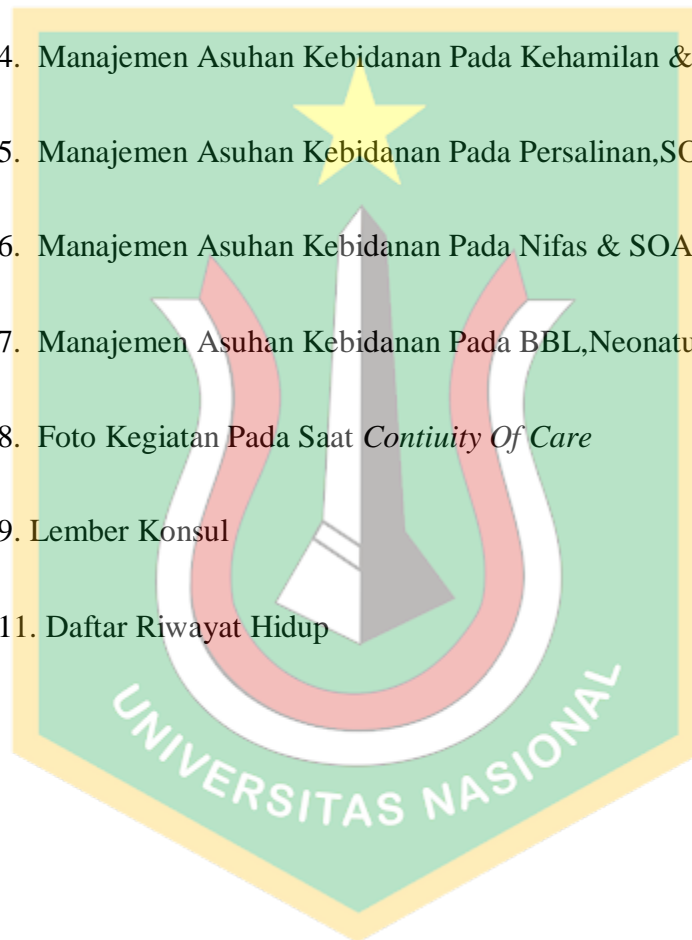 4. Manajemen Asuhan Kebidanan Pada Kehamilan &
5. Manajemen Asuhan Kebidanan Pada Persalinan,SO
6. Manajemen Asuhan Kebidanan Pada Nifas & SOA
7. Manajemen Asuhan Kebidanan Pada BBL,Neonatu
8. Foto Kegiatan Pada Saat Contiuity Of Care
9. Lember Konsul
11. Daftar Riwayat Hidup
UNIVERSITAS NASIONAL